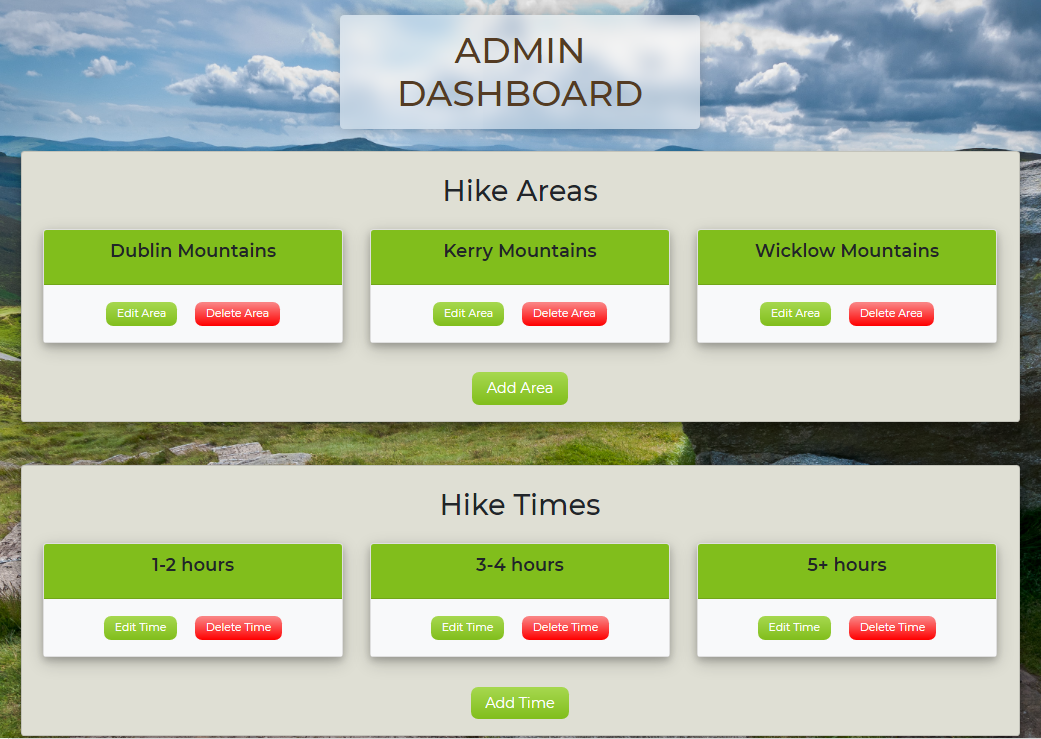 ADMIN
DASHBOARD
Hike Areas
Dublin Mountains
Edit Area Delete Area
Kerry Mountains
Edit Area Delete Area
Wicklow Mountains
Edit Area Delete Area
Add Area
Hike Times
1-2 hours
Edit Time Delete Time
3-4 hours
Edit Time Delete Time
5+ hours
Edit Time Delete Time
Add Time